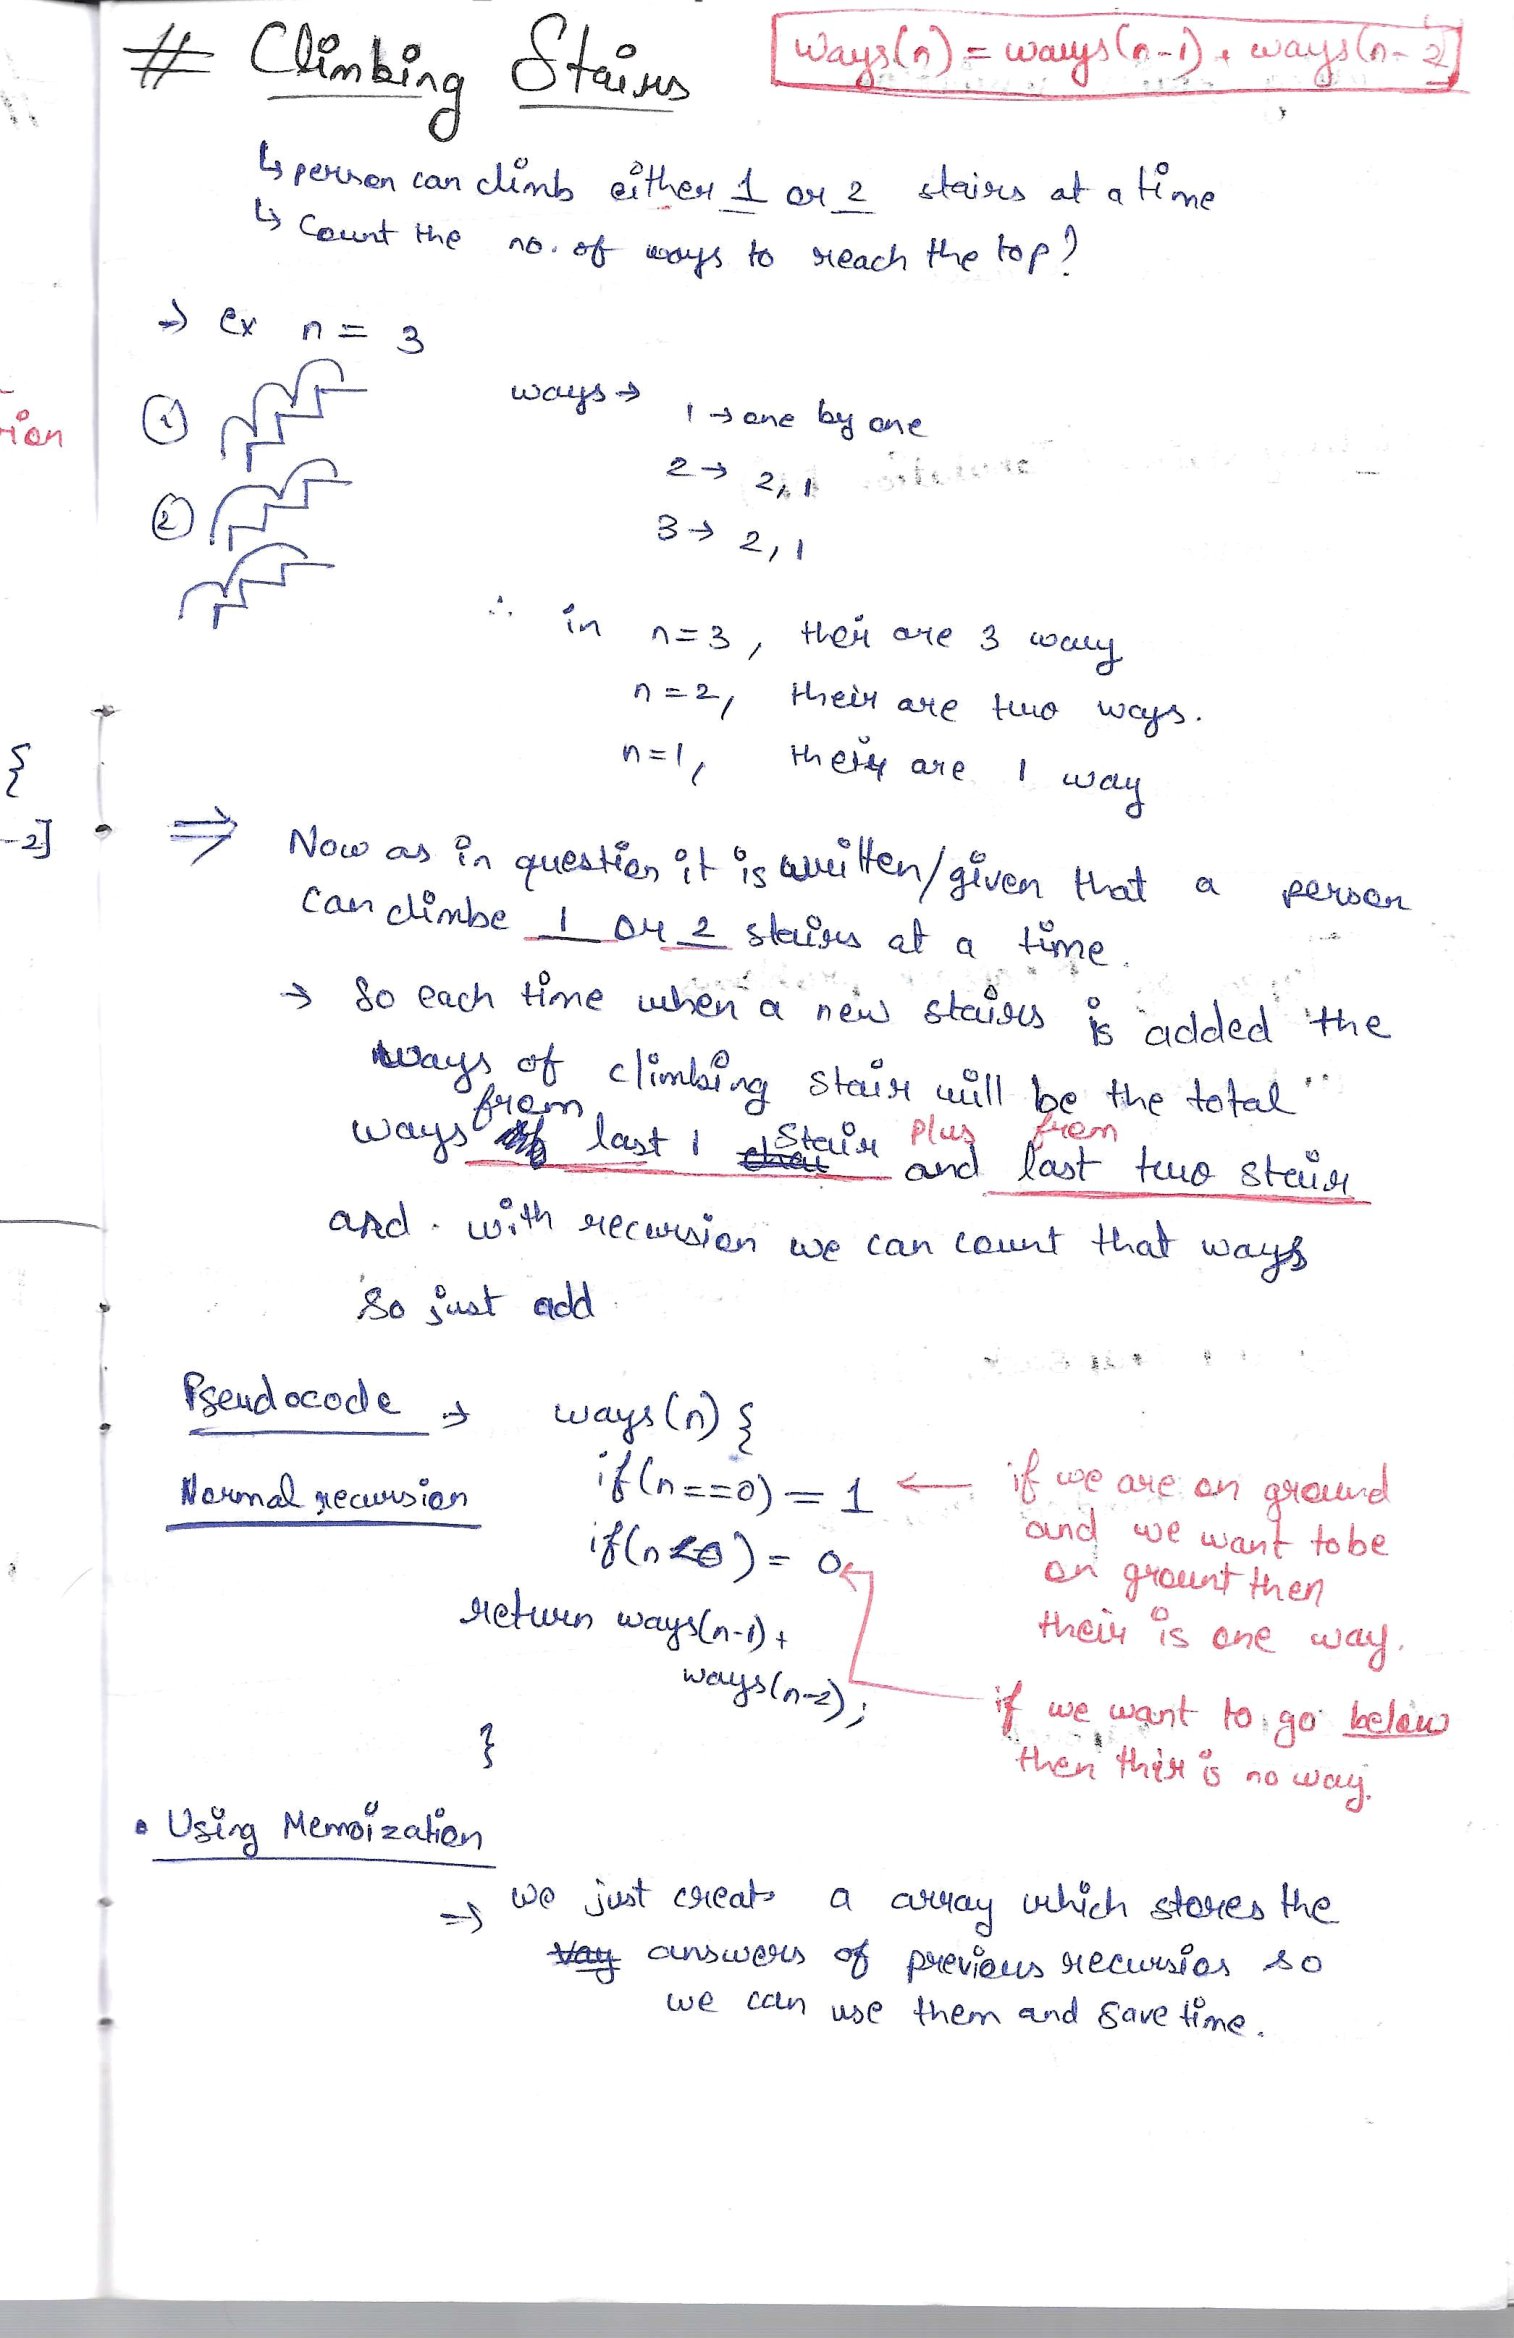 # Climbing Stairs
ways(n) = ways(n-1) + ways(n-2)
↳ person can climb either 1 or 2 stairs at a time
↳ Count the no. of ways to reach the top?
→ ex n = 3
ways → 1 → one by one
①
2 → 2, 1
②
3 → 2, 1
∴ in n=3, their are 3 way
n=2, their are two ways.
n=1, their are 1 way
⇒ Now as in question it is written/given that a person
can climbe 1 or 2 stairs at a time.
→ So each time when a new stairs is added the
ways of climbing stair will be the total
ways from last 1 stair plus and from last two stair
and with recursion we can count that ways
so just add
Pseudocode → ways(n) {
Normal recursion
if(n==0) = 1 ← if we are on ground
and we want to be
on grount then
their is one way.
if(n<0) = 0
return ways(n-1) +
ways(n-2);
if we want to go below
then their is no way.
}
• Using Memoization
⇒ we just create a array which stores the
answers of previous recursion so
we can use them and save time.
rion
{
-2]